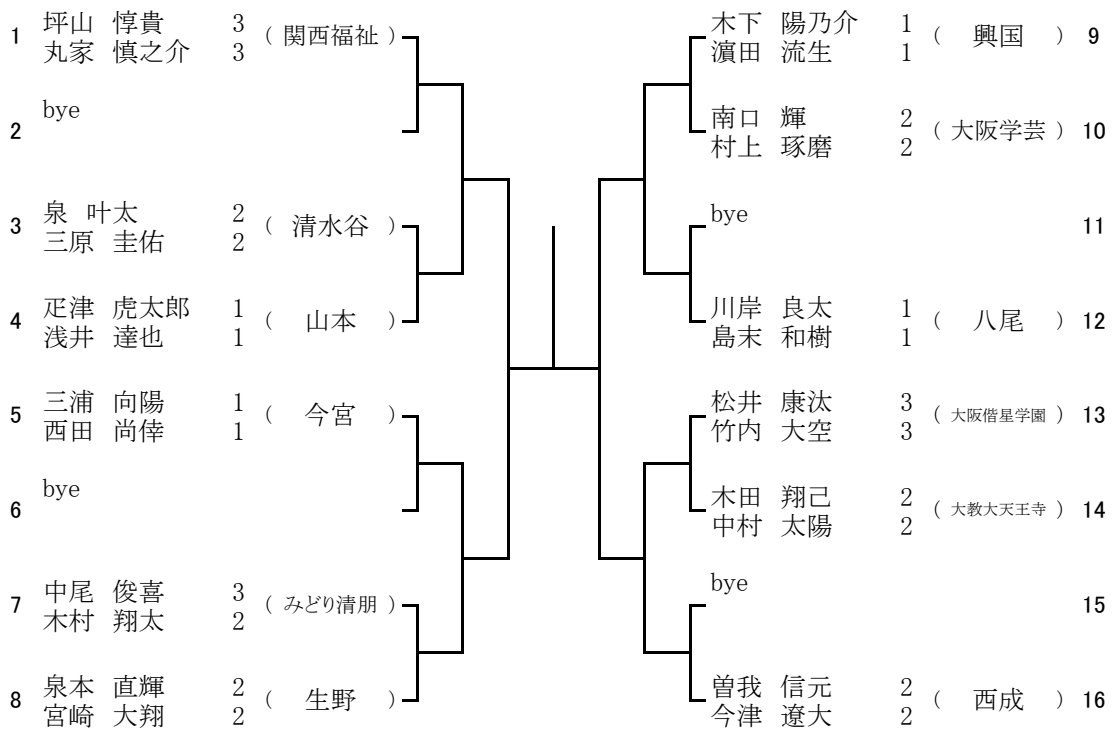 1 坪山 惇貴 3 ( 関西福祉 )
丸家 慎之介 3
2 bye
3 泉 叶太 2 ( 清水谷 )
三原 圭佑 2
4 疋津 虎太郎 1 ( 山本 )
浅井 達也 1
5 三浦 向陽 1 ( 今宮 )
西田 尚倖 1
6 bye
7 中尾 俊喜 3 ( みどり清朋 )
木村 翔太 2
8 泉本 直輝 2 ( 生野 )
宮崎 大翔 2
木下 陽乃介 1 ( 興国 ) 9
濵田 流生 1
南口 輝 2 ( 大阪学芸 ) 10
村上 琢磨 2
bye 11
川岸 良太 1 ( 八尾 ) 12
島末 和樹 1
松井 康汰 3 ( 大阪偕星学園 ) 13
竹内 大空 3
木田 翔己 2 ( 大教大天王寺 ) 14
中村 太陽 2
bye 15
曽我 信元 2 ( 西成 ) 16
今津 遼大 2